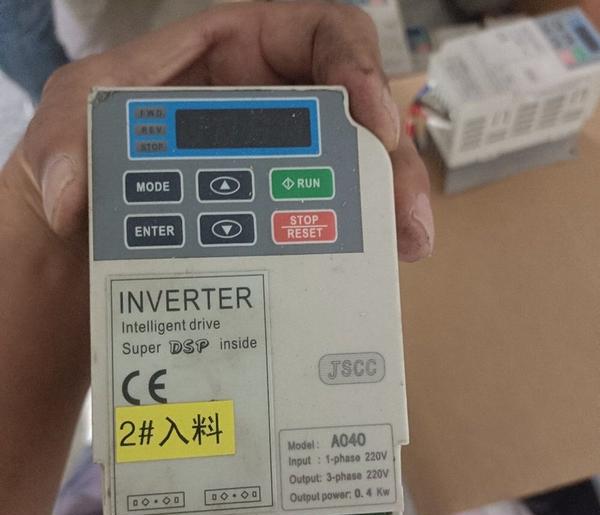 FWD
REV
STOP
MODE
RUN
ENTER
STOP
RESET
INVERTER
Intelligent drive
Super DSP inside
CE
2#入料
JSCC
Model: A040
Input : 1-phase 220V
Output: 3-phase 220V
Output power: 0.4 Kw